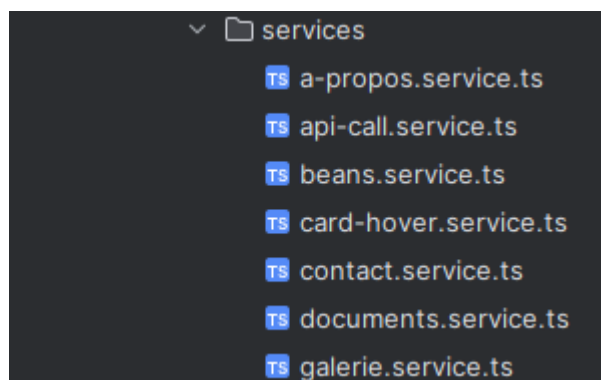 services
TS a-propos.service.ts
TS api-call.service.ts
TS beans.service.ts
TS card-hover.service.ts
TS contact.service.ts
TS documents.service.ts
TS galerie.service.ts